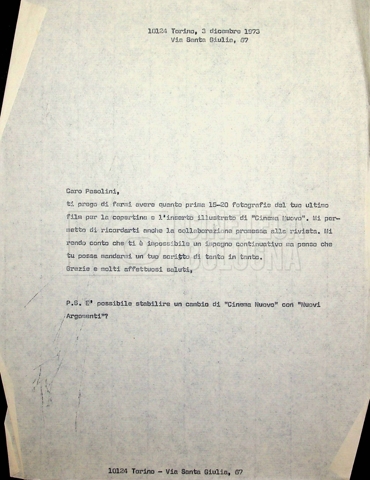 10124 Torino, 3 dicembre 1973
Via Santa Giulia, 67
Caro Pasolini,
ti prego di farmi avere quanto prima 15-20 fotografie del tuo ultimo
film per la copertina e l'inserto illustrato di "Cinema Nuovo". Mi per-
metto di ricordarti anche la collaborazione promessa alla rivista. Mi
rendo conto che ti è impossibile un impegno continuativo ma penso che
tu possa mandarci un tuo scritto di tanto in tanto.
Grazie e molti affettuosi saluti,
P.S. E' possibile stabilire un cambio di "Cinema Nuovo" con "Nuovi
Argomenti"?
10124 Torino - Via Santa Giulia, 67